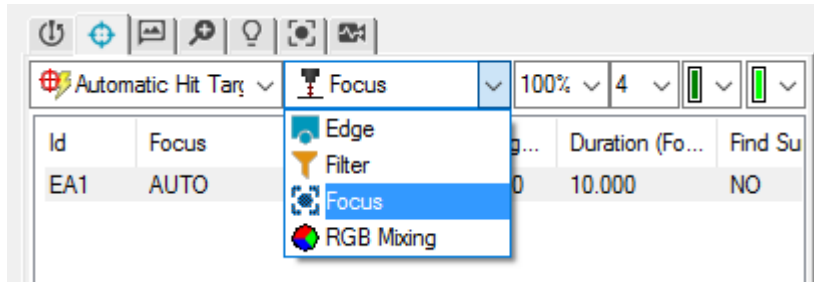 Automatic Hit Targ Focus 100% 4
Edge
Id Focus g... Duration (Fo... Find Su
Filter
EA1 AUTO 0 10.000 NO
Focus
RGB Mixing